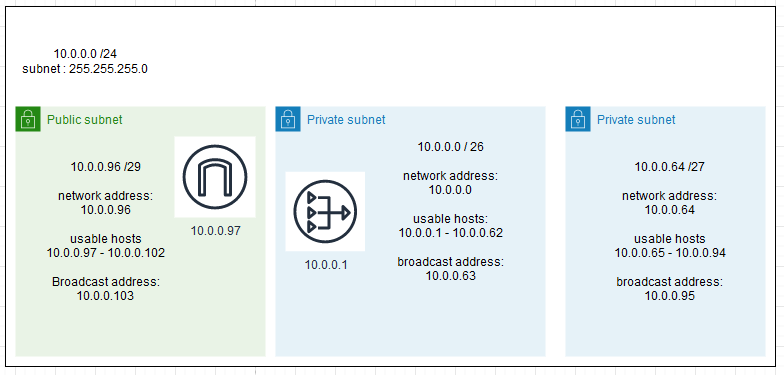 10.0.0.0 /24
subnet : 255.255.255.0
Public subnet
10.0.0.96 /29
network address:
10.0.0.96
usable hosts
10.0.0.97 - 10.0.0.102
Broadcast address:
10.0.0.103
10.0.0.97
Private subnet
10.0.0.1
10.0.0.0 / 26
network address:
10.0.0.0
usable hosts:
10.0.0.1 - 10.0.0.62
broadcast address:
10.0.0.63
Private subnet
10.0.0.64 /27
network address:
10.0.0.64
usable hosts
10.0.0.65 - 10.0.0.94
broadcast address:
10.0.0.95